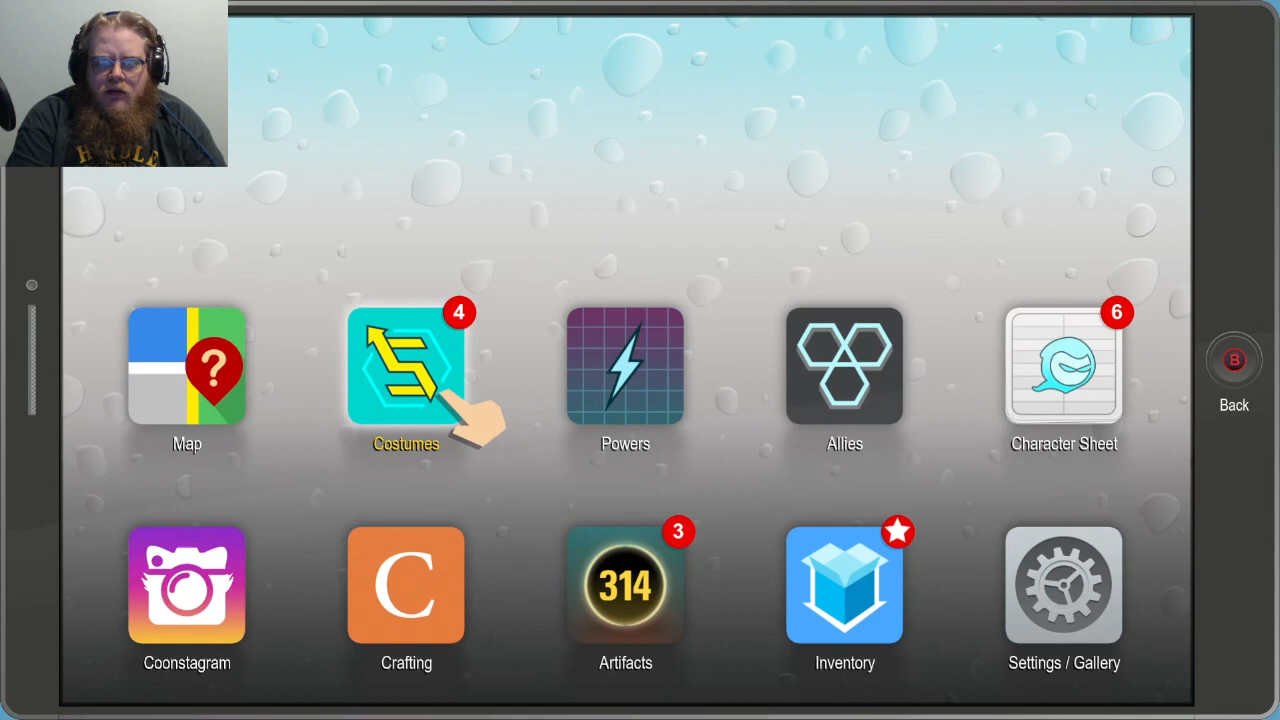 4
6
?
B
Back
Map
Costumes
Powers
Allies
Character Sheet
3
C
314
Coonstagram
Crafting
Artifacts
Inventory
Settings / Gallery